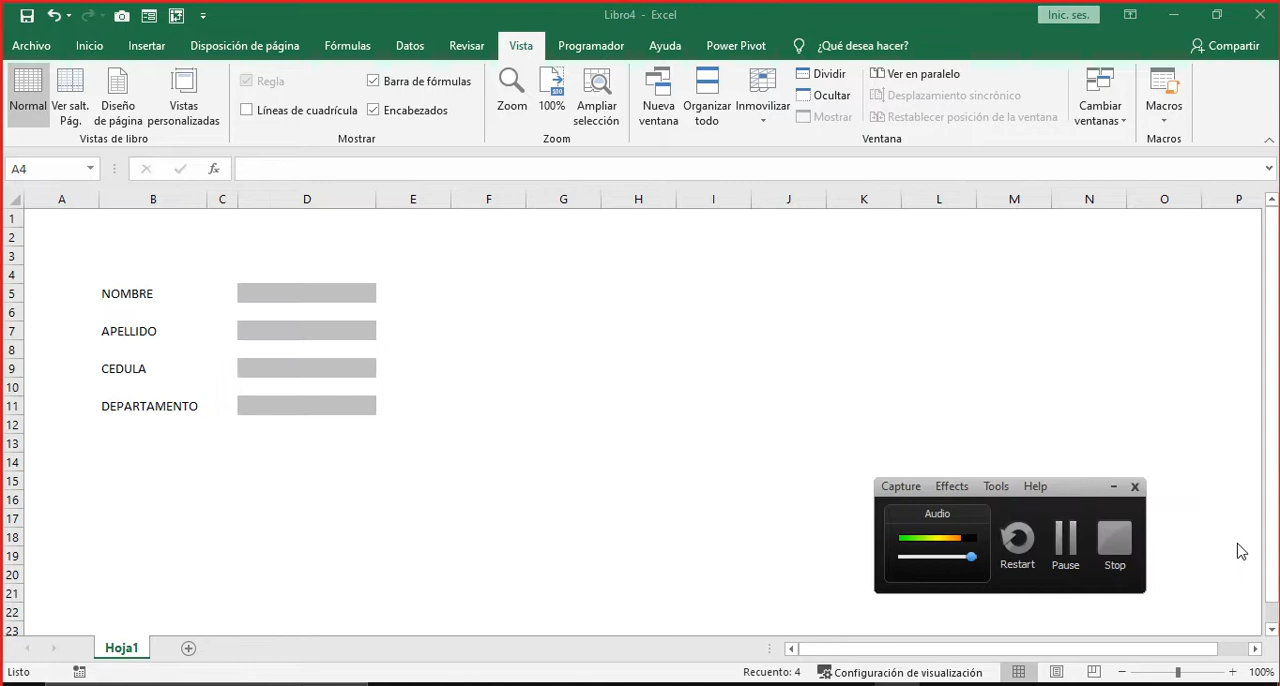 Libro4 - Excel
Inic. ses.
Archivo Inicio Insertar Disposición de página Fórmulas Datos Revisar Vista Programador Ayuda Power Pivot ¿Qué desea hacer? Compartir
Normal
Ver salt. Pág.
Diseño de página
Vistas personalizadas
Vistas de libro
Regla
Barra de fórmulas
Líneas de cuadrícula
Encabezados
Mostrar
Zoom
100%
Ampliar selección
Zoom
Nueva ventana
Organizar todo
Inmovilizar
Dividir
Ocultar
Mostrar
Ver en paralelo
Desplazamiento sincrónico
Restablecer posición de la ventana
Cambiar ventanas
Ventana
Macros
Macros
A4
fx
A B C D E F G H I J K L M N O P
1
2
3
4
5 NOMBRE
6
7 APELLIDO
8
9 CEDULA
10
11 DEPARTAMENTO
12
13
14
15
16
17
18
19
20
21
22
23
Capture Effects Tools Help
Audio
Restart Pause Stop
Hoja1
Listo
Recuento: 4
Configuración de visualización
100%